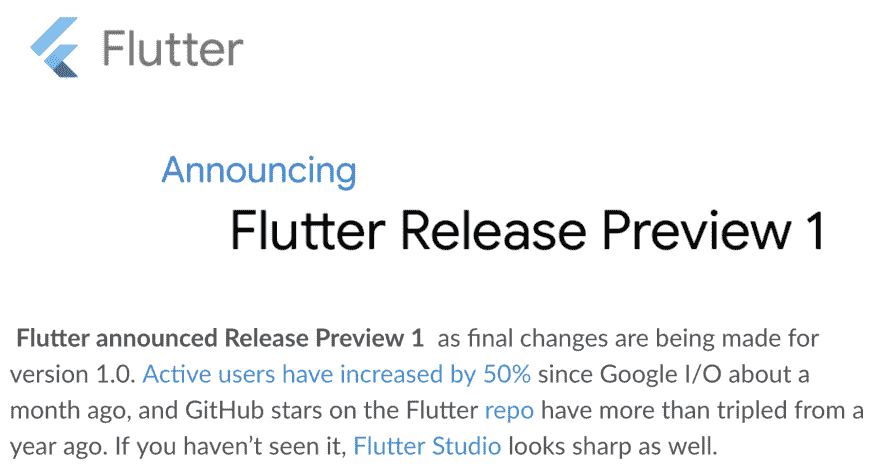 Flutter
Announcing
Flutter Release Preview 1
Flutter announced Release Preview 1 as final changes are being made for
version 1.0. Active users have increased by 50% since Google I/O about a
month ago, and GitHub stars on the Flutter repo have more than tripled from a
year ago. If you haven’t seen it, Flutter Studio looks sharp as well.